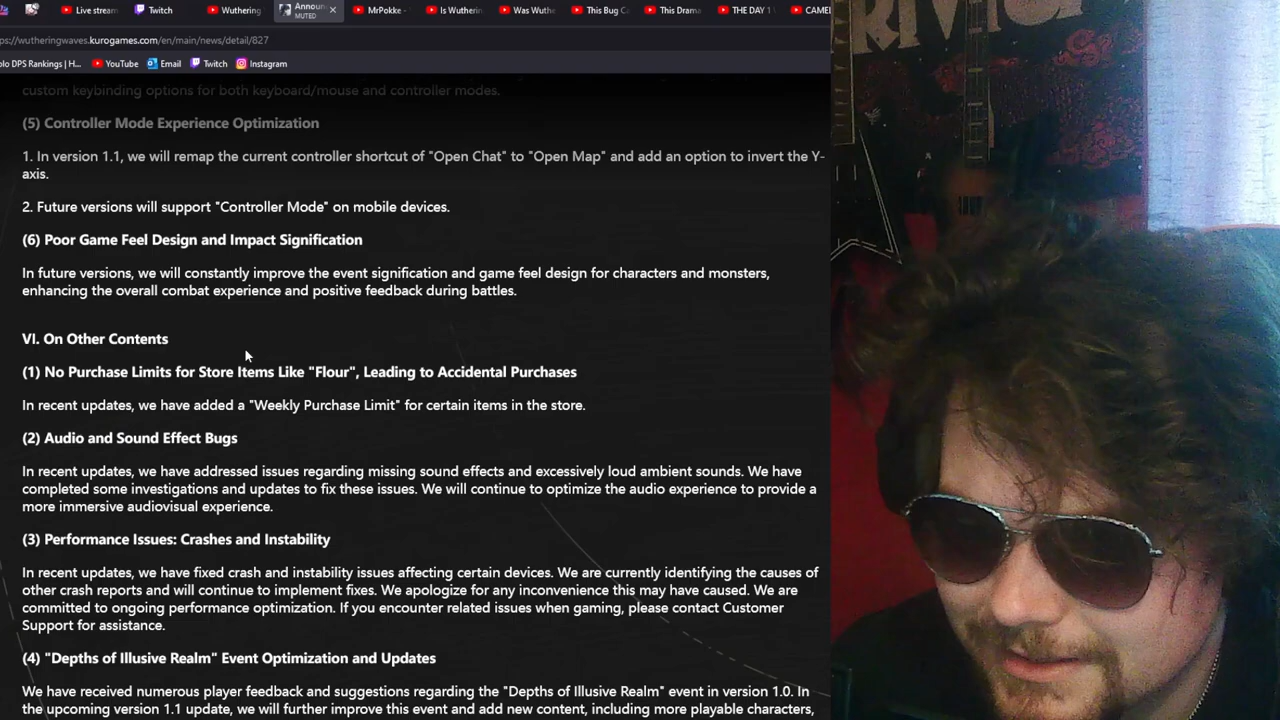 Live stream
Twitch
Wuthering
Announ
MUTED
MrPokke -
Is Wutherin
Was Wuthe
This Bug C
This Drama
THE DAY 1
CAMEL
ps://wutheringwaves.kurogames.com/en/main/news/detail/827
olo DPS Rankings | H...
YouTube
Email
Twitch
Instagram
custom keybinding options for both keyboard/mouse and controller modes.
(5) Controller Mode Experience Optimization
1. In version 1.1, we will remap the current controller shortcut of "Open Chat" to "Open Map" and add an option to invert the Y-
axis.
2. Future versions will support "Controller Mode" on mobile devices.
(6) Poor Game Feel Design and Impact Signification
In future versions, we will constantly improve the event signification and game feel design for characters and monsters,
enhancing the overall combat experience and positive feedback during battles.
VI. On Other Contents
(1) No Purchase Limits for Store Items Like "Flour", Leading to Accidental Purchases
In recent updates, we have added a "Weekly Purchase Limit" for certain items in the store.
(2) Audio and Sound Effect Bugs
In recent updates, we have addressed issues regarding missing sound effects and excessively loud ambient sounds. We have
completed some investigations and updates to fix these issues. We will continue to optimize the audio experience to provide a
more immersive audiovisual experience.
(3) Performance Issues: Crashes and Instability
In recent updates, we have fixed crash and instability issues affecting certain devices. We are currently identifying the causes of
other crash reports and will continue to implement fixes. We apologize for any inconvenience this may have caused. We are
committed to ongoing performance optimization. If you encounter related issues when gaming, please contact Customer
Support for assistance.
(4) "Depths of Illusive Realm" Event Optimization and Updates
We have received numerous player feedback and suggestions regarding the "Depths of Illusive Realm" event in version 1.0. In
the upcoming version 1.1 update, we will further improve this event and add new content, including more playable characters,